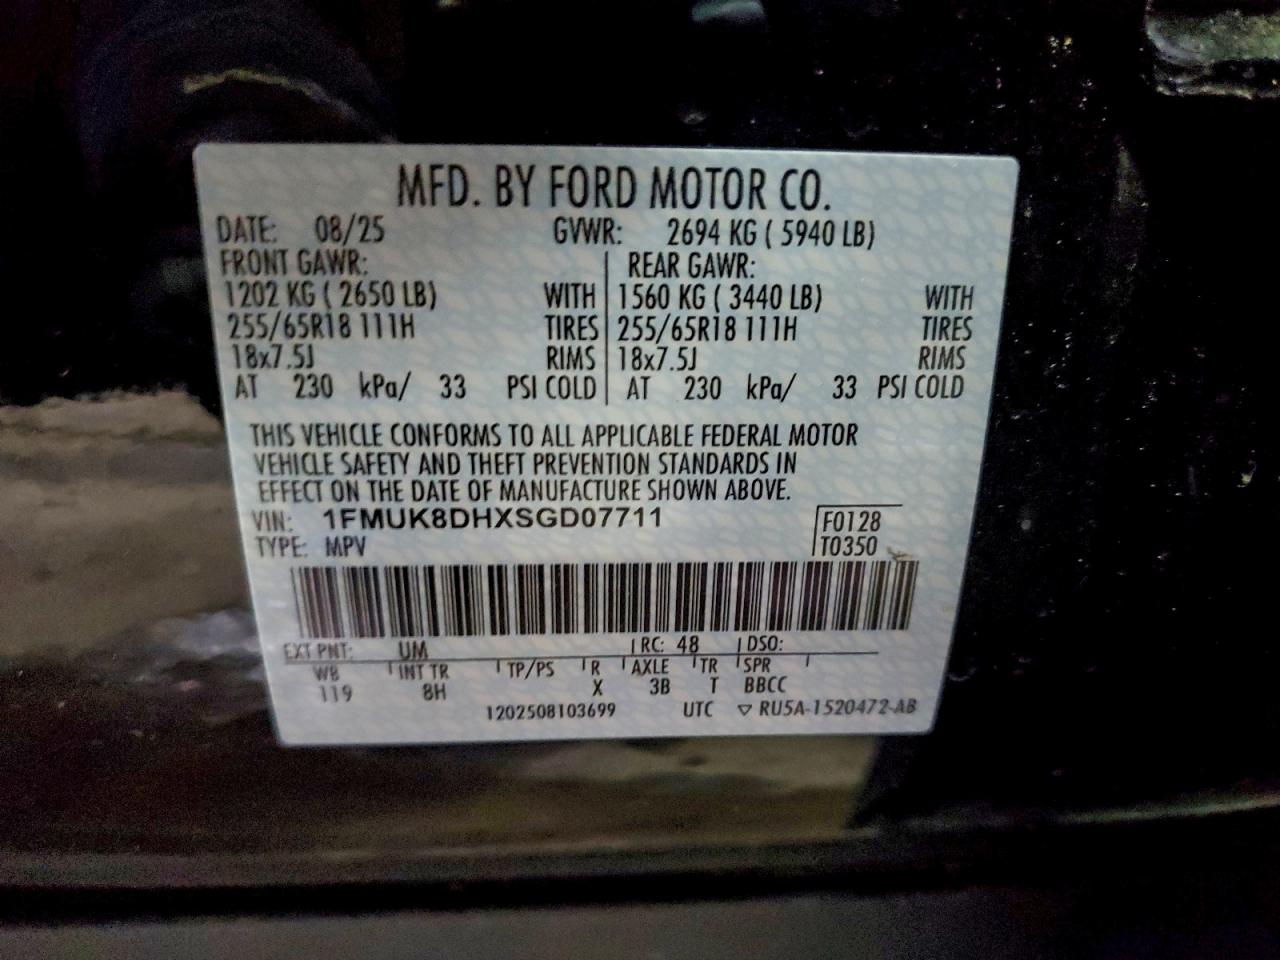 MFD. BY FORD MOTOR CO.
DATE: 08/25 GVWR: 2694 KG ( 5940 LB)
FRONT GAWR: REAR GAWR:
1202 KG ( 2650 LB) WITH 1560 KG ( 3440 LB) WITH
255/65R18 111H TIRES 255/65R18 111H TIRES
18x7.5J RIMS 18x7.5J RIMS
AT 230 kPa/ 33 PSI COLD AT 230 kPa/ 33 PSI COLD
THIS VEHICLE CONFORMS TO ALL APPLICABLE FEDERAL MOTOR
VEHICLE SAFETY AND THEFT PREVENTION STANDARDS IN
EFFECT ON THE DATE OF MANUFACTURE SHOWN ABOVE.
VIN: 1FMUK8DHXSGD07711 F0128
TYPE: MPV T0350
EXT PNT: UM RC: 48 DSO:
WB INT TR TP/PS R AXLE TR SPR
119 8H X 3B T BBCC
1202508103699 UTC ▽ RU5A-1520472-AB